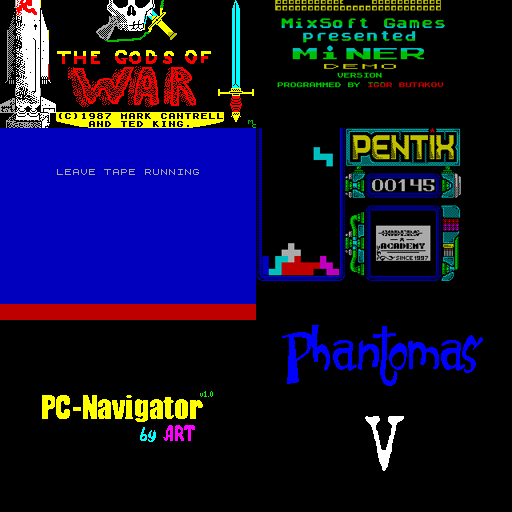 THE GODS OF
WAR
(C)1987 MARK CANTRELL
AND TED KING.
MixSoft Games
presented
MiNER
DEMO
VERSION
PROGRAMMED BY IGOR BUTAKOV
LEAVE TAPE RUNNING
PENTIX
00145
CODERS
ACADEMY
SINCE 1997
PC-Navigator
v1.0
by ART
Phantomas
V